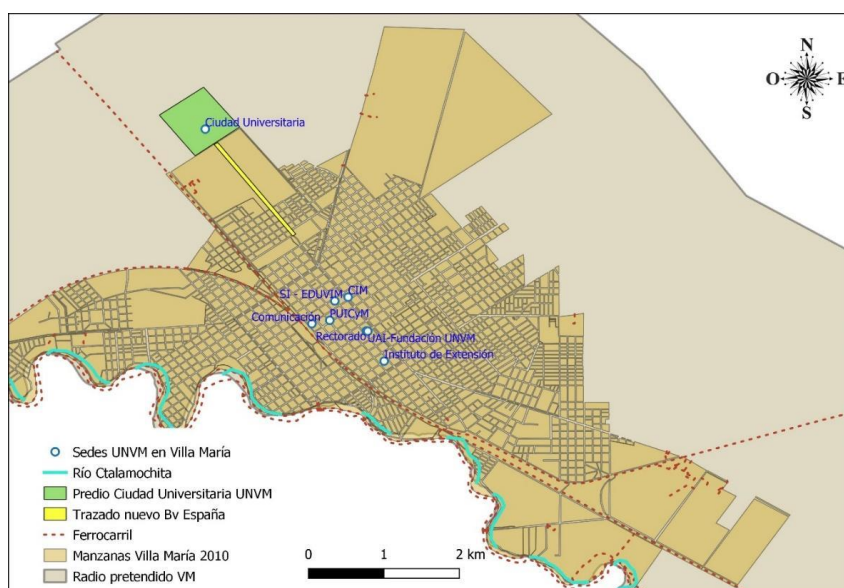 N
O E
S
Ciudad Universitaria
SI - EDUVIM
CIM
PUICyM
Comunicación
Rectorado
UAI-Fundación UNVM
Instituto de Extensión
Sedes UNVM en Villa María
Río Ctalamochita
Predio Ciudad Universitaria UNVM
Trazado nuevo Bv España
Ferrocarril
Manzanas Villa María 2010
Radio pretendido VM
0 1 2 km